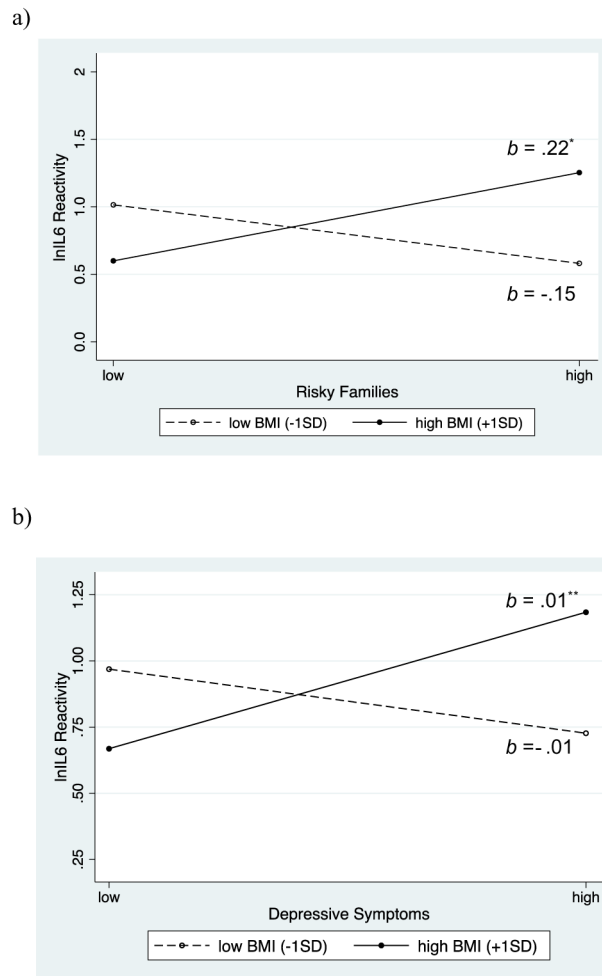 a)
2
1.5
1.0
0.5
0.0
lnIL6 Reactivity
b = .22*
b = -.15
low
high
Risky Families
low BMI (-1SD) high BMI (+1SD)
b)
1.25
1.00
.75
.50
.25
lnIL6 Reactivity
b = .01**
b =- .01
low
high
Depressive Symptoms
low BMI (-1SD) high BMI (+1SD)